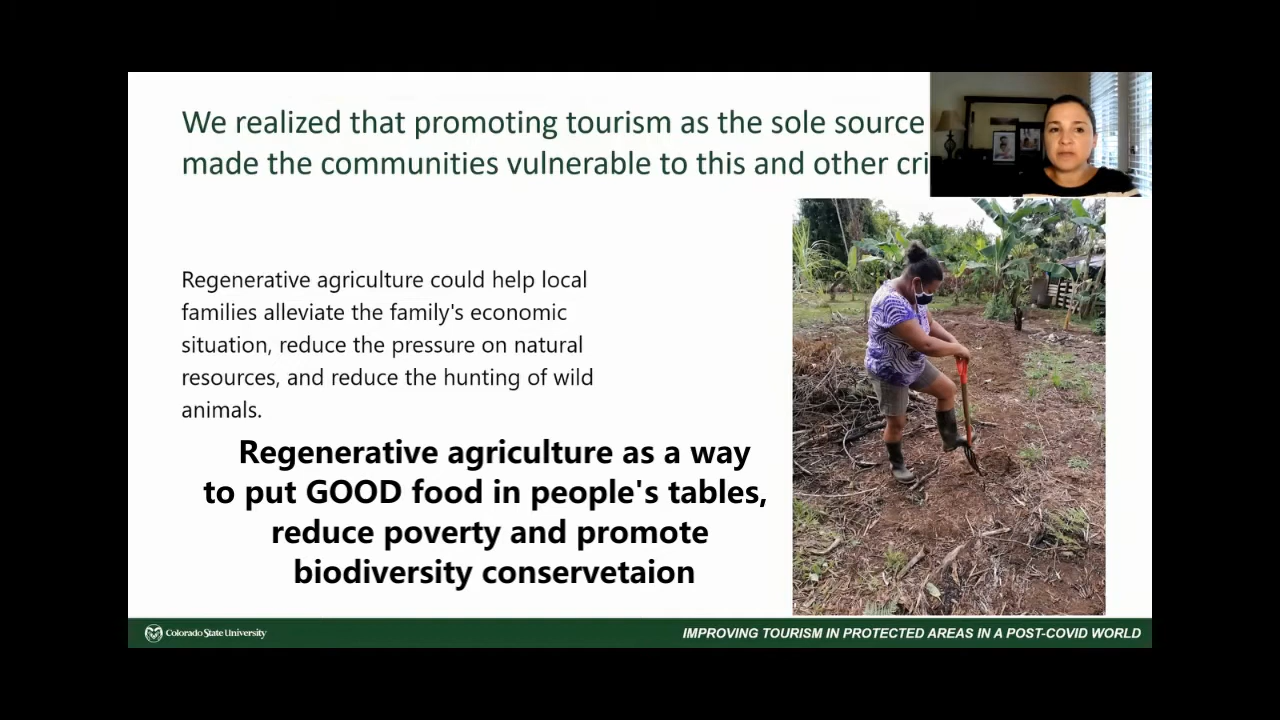 We realized that promoting tourism as the sole source
made the communities vulnerable to this and other cri
Regenerative agriculture could help local
families alleviate the family's economic
situation, reduce the pressure on natural
resources, and reduce the hunting of wild
animals.
Regenerative agriculture as a way
to put GOOD food in people's tables,
reduce poverty and promote
biodiversity conservetaion
Colorado State University
IMPROVING TOURISM IN PROTECTED AREAS IN A POST-COVID WORLD